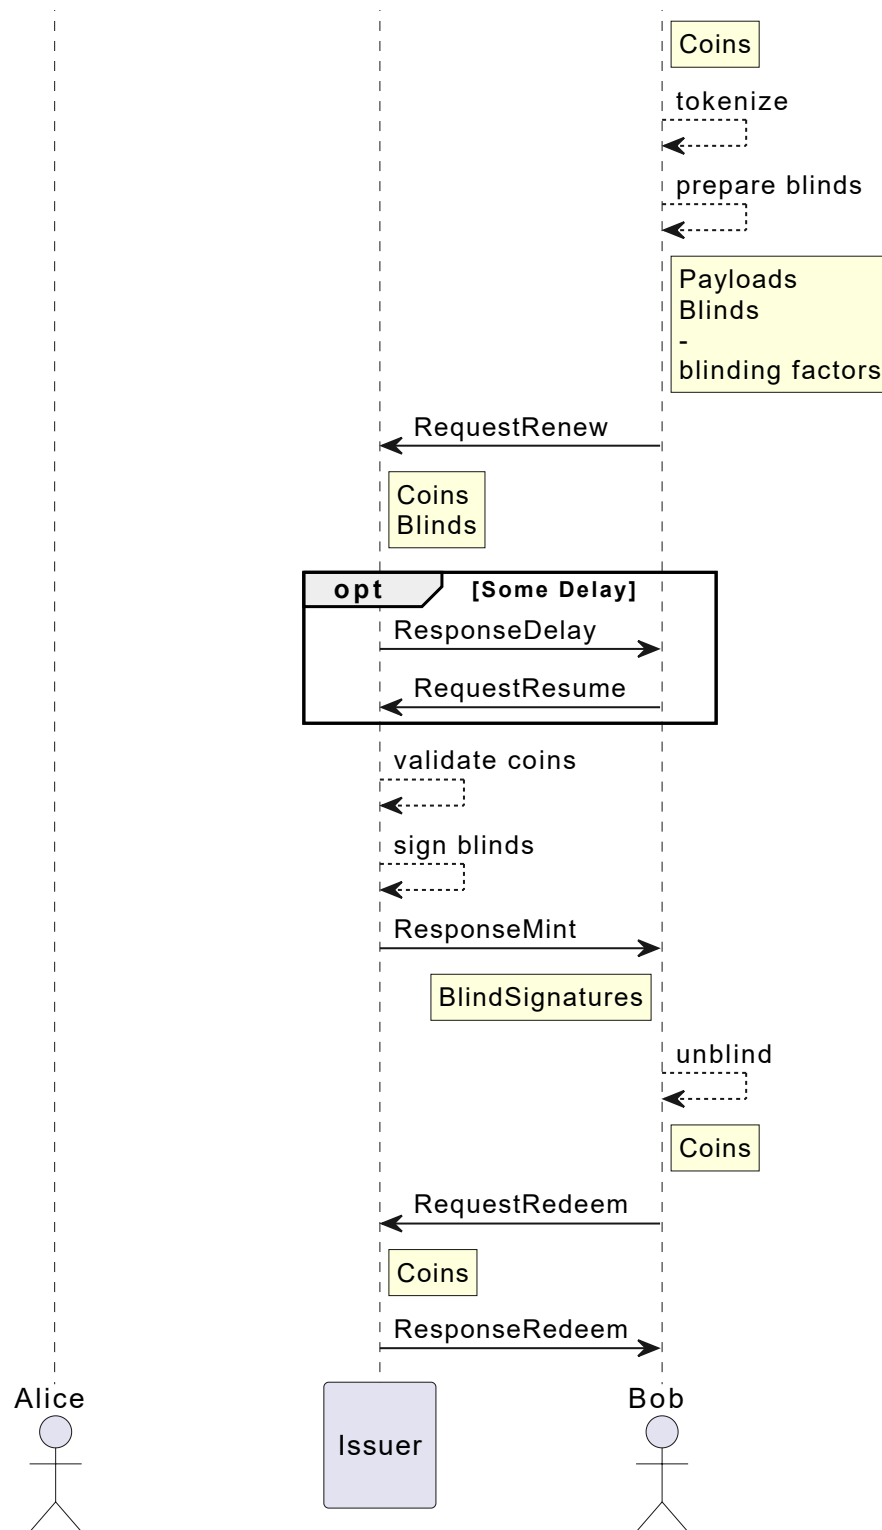 Coins
tokenize
prepare blinds
Payloads
Blinds
-
blinding factors
RequestRenew
Coins
Blinds
opt [Some Delay]
ResponseDelay
RequestResume
validate coins
sign blinds
ResponseMint
BlindSignatures
unblind
Coins
RequestRedeem
Coins
ResponseRedeem
Alice
Issuer
Bob